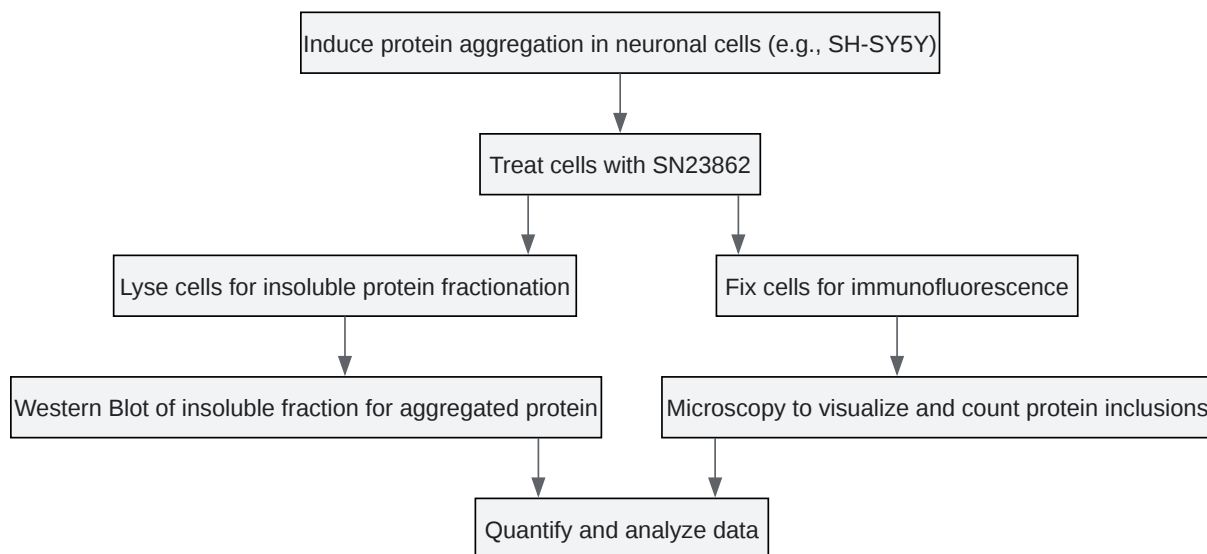 Induce protein aggregation in neuronal cells (e.g., SH-SY5Y)
Treat cells with SN23862
Lyse cells for insoluble protein fractionation
Fix cells for immunofluorescence
Western Blot of insoluble fraction for aggregated protein
Microscopy to visualize and count protein inclusions
Quantify and analyze data